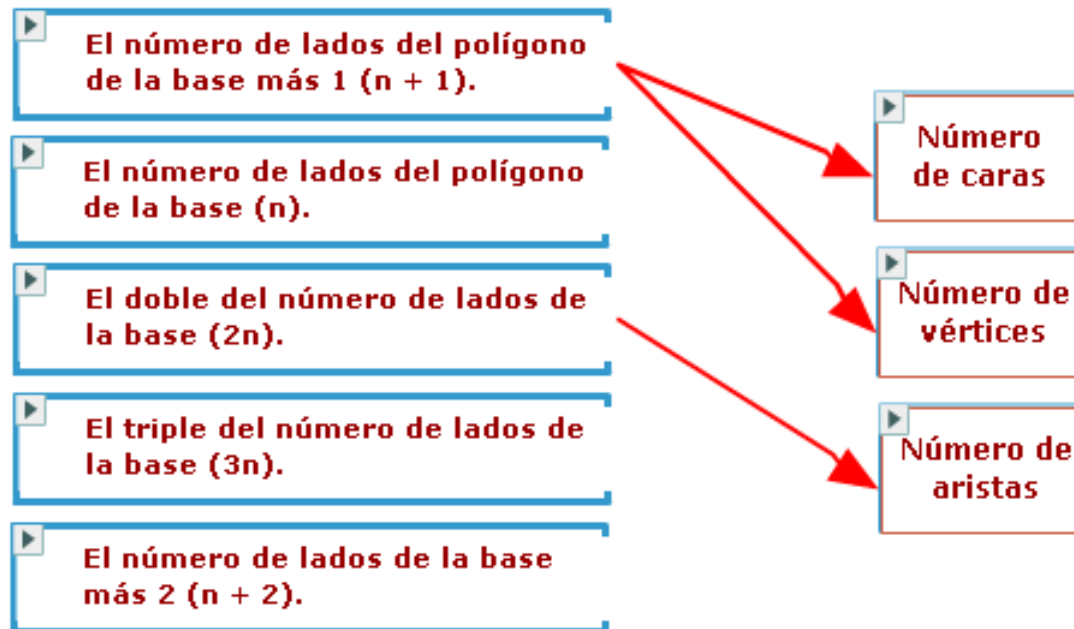 El número de lados del polígono
de la base más 1 (n + 1).
El número de lados del polígono
de la base (n).
El doble del número de lados de
la base (2n).
El triple del número de lados de
la base (3n).
El número de lados de la base
más 2 (n + 2).
Número
de caras
Número de
vértices
Número de
aristas